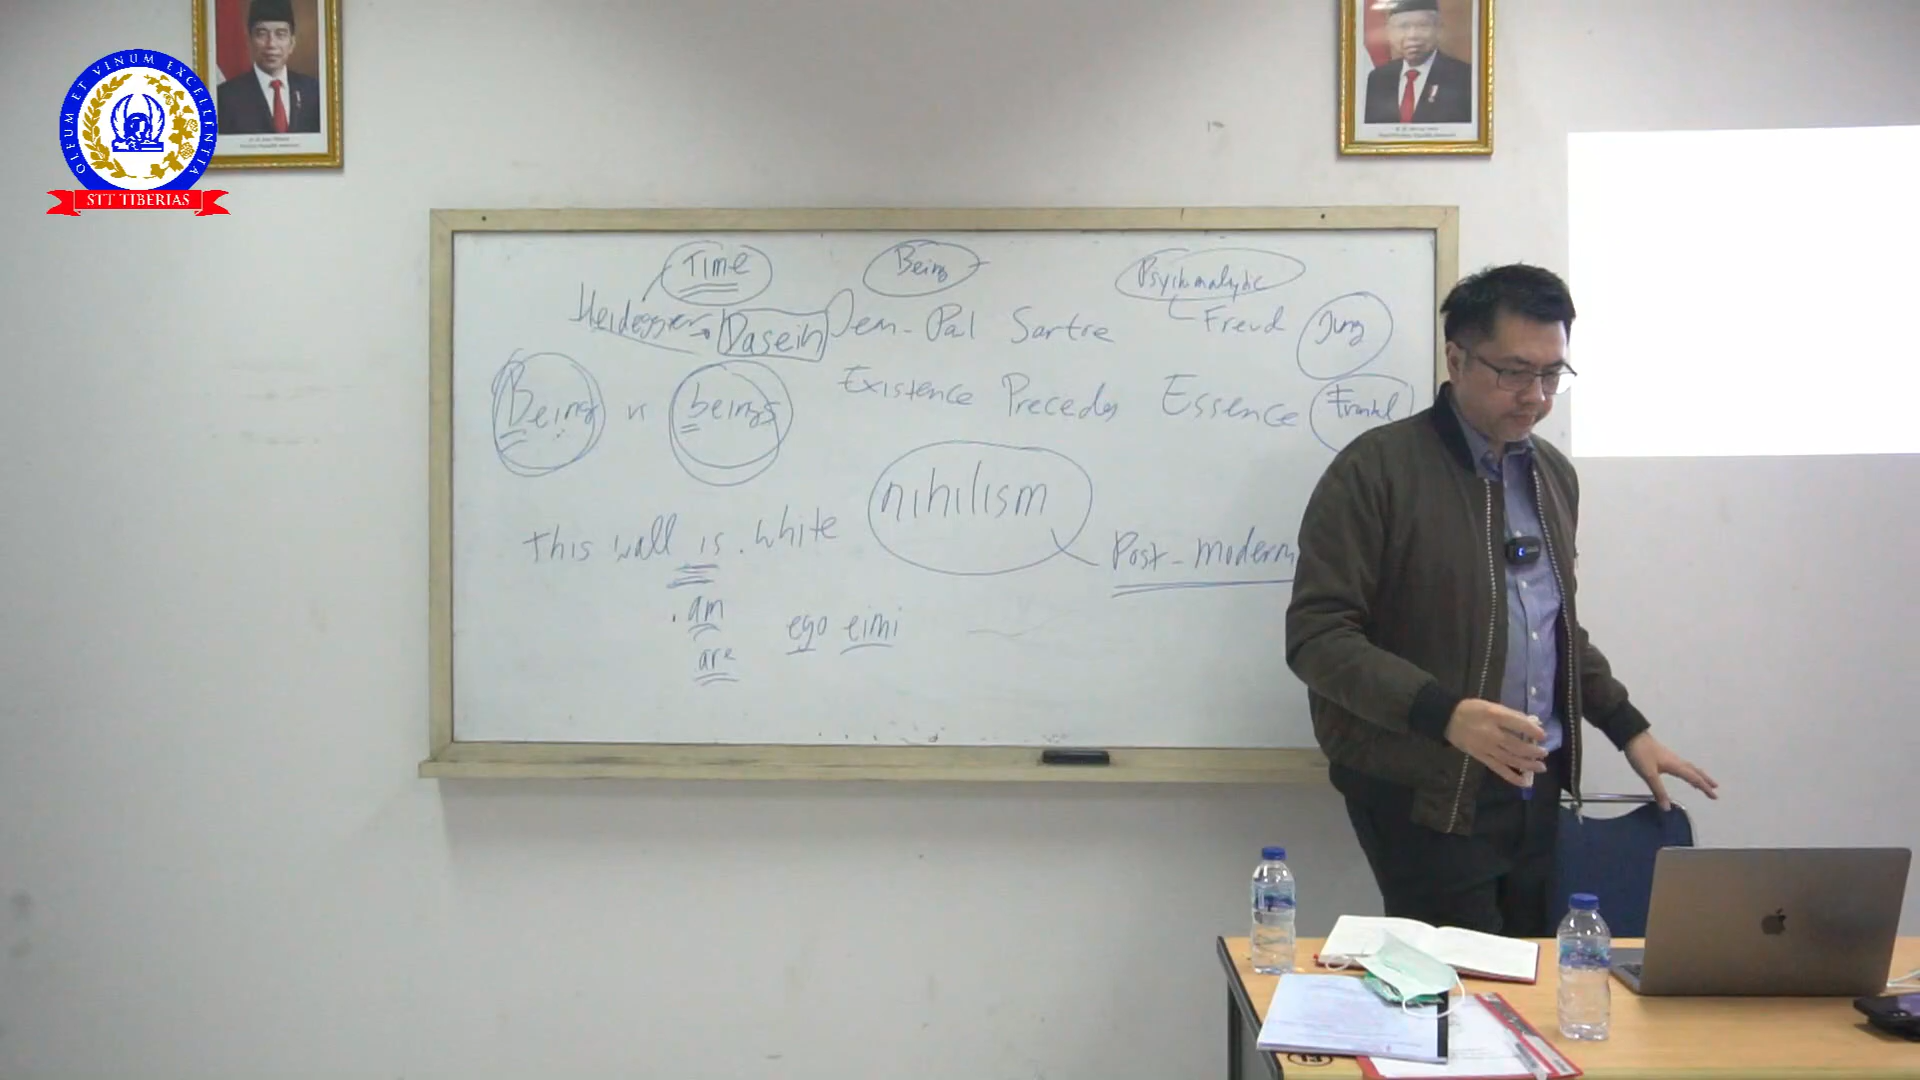 OLEUM ET VINUM EXCELLENTIA
STT TIBERIAS
Time Being Psychoanalytic
Heidegger Dasein Jean-Pal Sartre Freud Jung
Being vs beings Existence Precedes Essence Frankl
nihilism
This wall is white Post-Modern
am
are
ego eimi